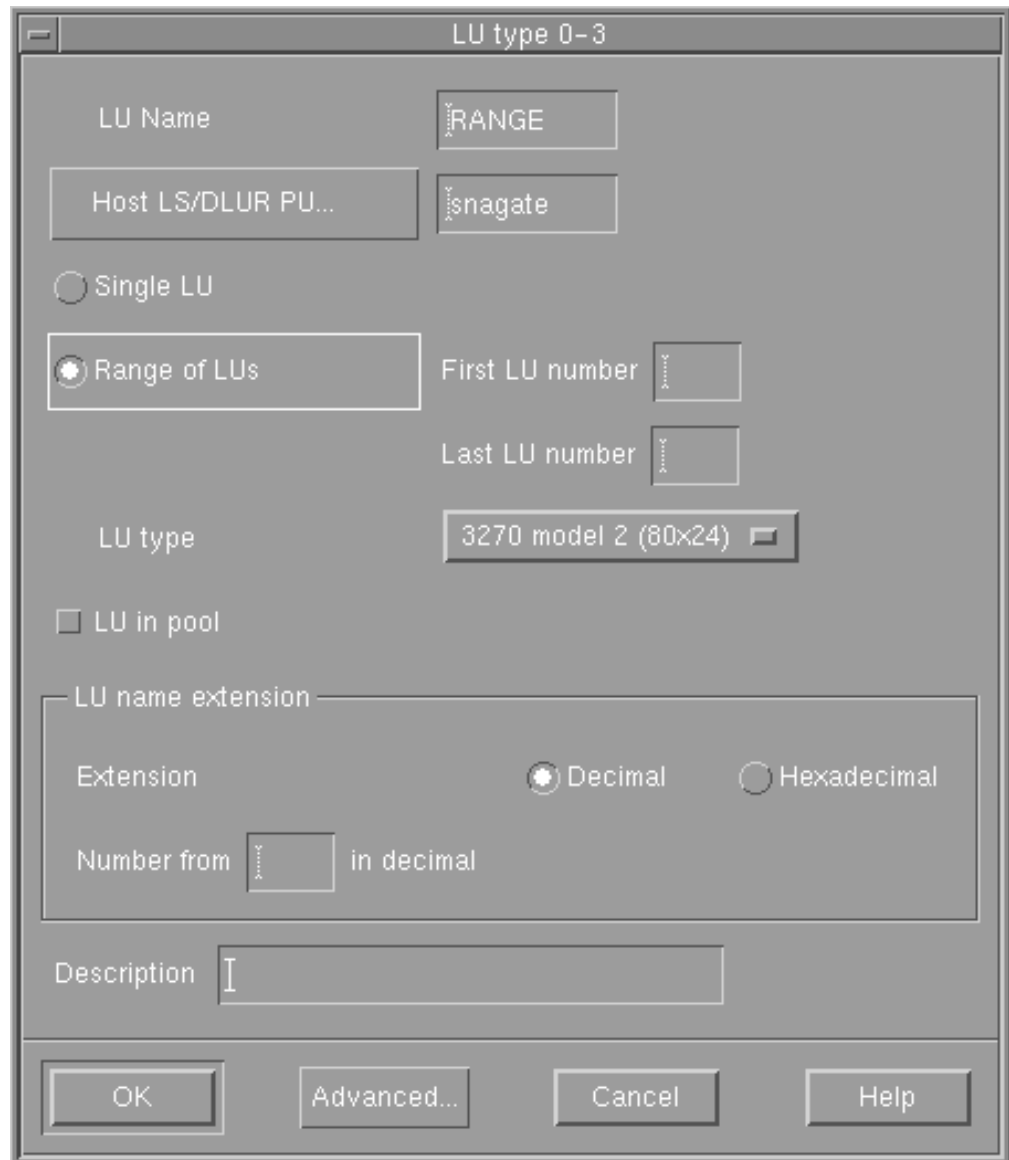 LU type 0-3
LU Name RANGE
Host LS/DLUR PU... snagate
Single LU
Range of LUs First LU number
Last LU number
LU type 3270 model 2 (80x24)
LU in pool
LU name extension
Extension Decimal Hexadecimal
Number from in decimal
Description
OK Advanced... Cancel Help